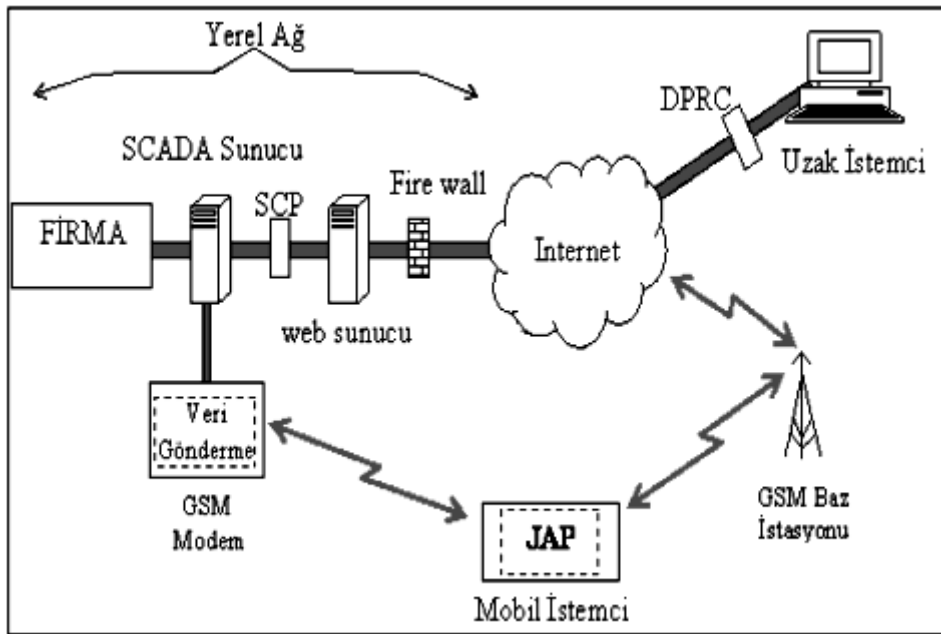 Yerel Ağ
DPRC
SCADA Sunucu
Uzak İstemci
Fire wall
SCP
FİRMA
Internet
web sunucu
Veri
Gönderme
GSM
Modem
JAP
Mobil İstemci
GSM Baz
İstasyonu